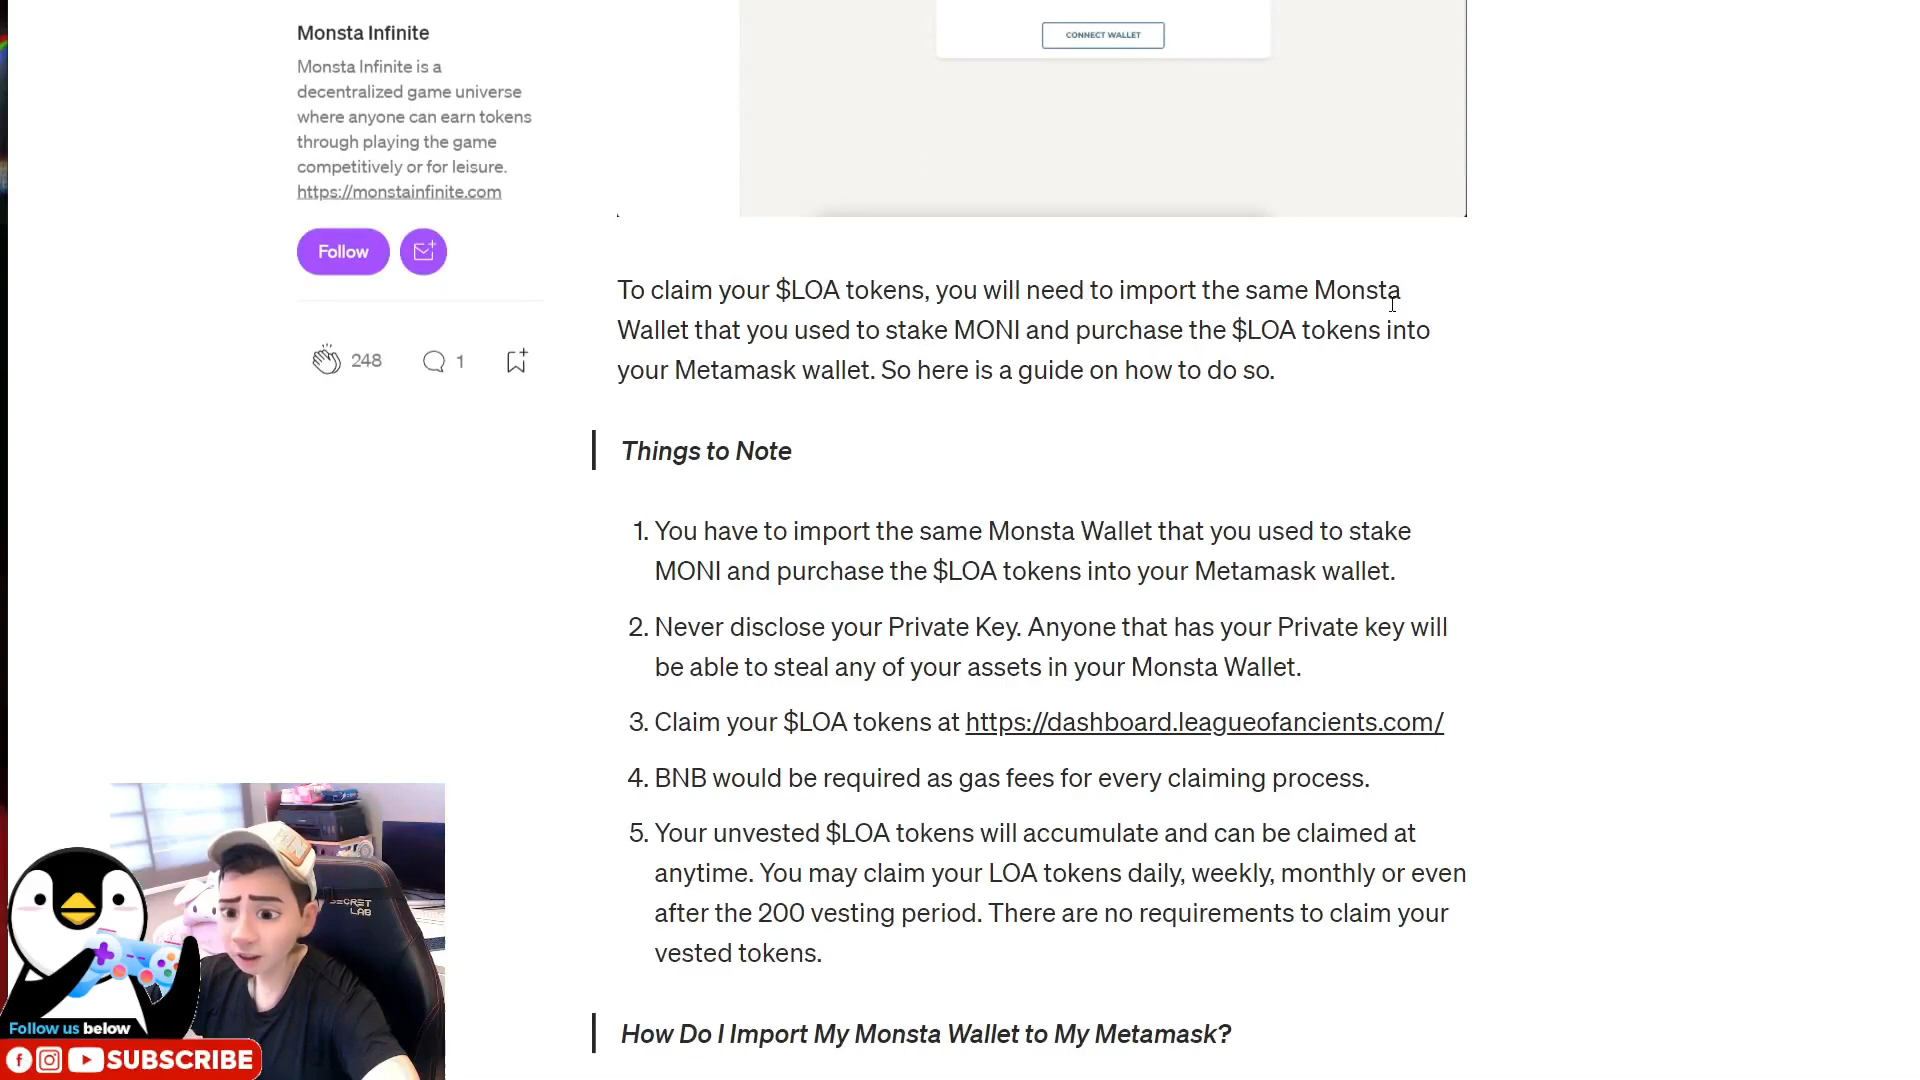 Monsta Infinite
Monsta Infinite is a
decentralized game universe
where anyone can earn tokens
through playing the game
competitively or for leisure.
https://monstainfinite.com
Follow
248
1
CONNECT WALLET
To claim your $LOA tokens, you will need to import the same Monsta
Wallet that you used to stake MONI and purchase the $LOA tokens into
your Metamask wallet. So here is a guide on how to do so.
Things to Note
1. You have to import the same Monsta Wallet that you used to stake
MONI and purchase the $LOA tokens into your Metamask wallet.
2. Never disclose your Private Key. Anyone that has your Private key will
be able to steal any of your assets in your Monsta Wallet.
3. Claim your $LOA tokens at https://dashboard.leagueofancients.com/
4. BNB would be required as gas fees for every claiming process.
5. Your unvested $LOA tokens will accumulate and can be claimed at
anytime. You may claim your LOA tokens daily, weekly, monthly or even
after the 200 vesting period. There are no requirements to claim your
vested tokens.
How Do I Import My Monsta Wallet to My Metamask?
SECRET
LAB
Follow us below
SUBSCRIBE